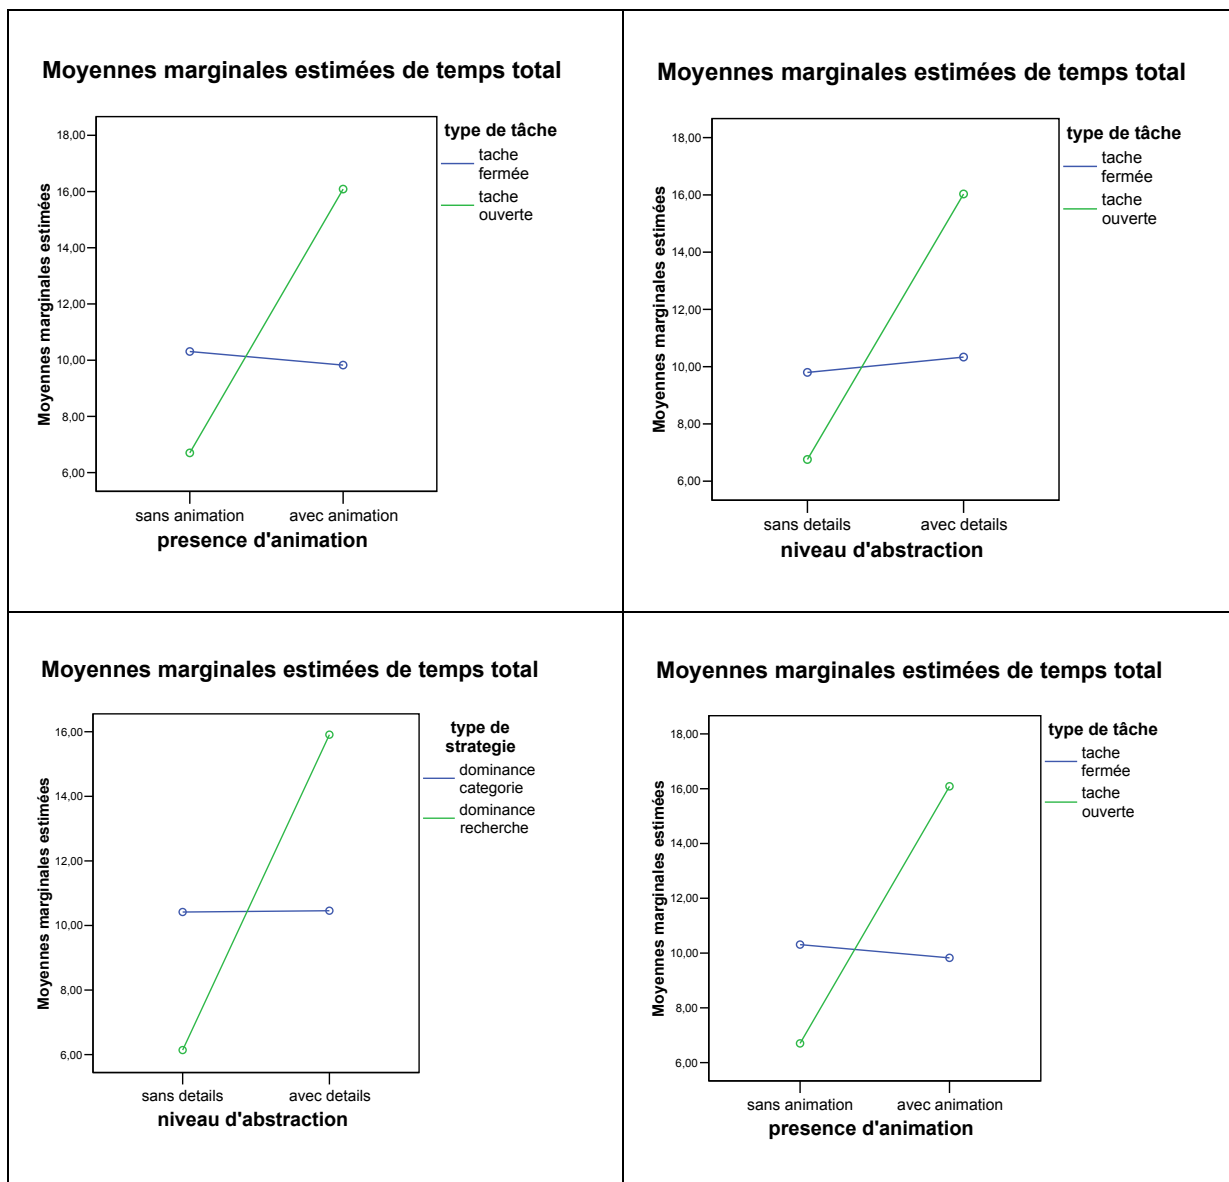 Moyennes marginales estimées de temps total
Moyennes marginales estimées
18,00
16,00
14,00
12,00
10,00
8,00
6,00
sans animation
avec animation
presence d'animation
type de tâche
tache
fermée
tache
ouverte
Moyennes marginales estimées de temps total
Moyennes marginales estimées
18,00
16,00
14,00
12,00
10,00
8,00
6,00
sans details
avec details
niveau d'abstraction
type de tâche
tache
fermée
tache
ouverte
Moyennes marginales estimées de temps total
Moyennes marginales estimées
16,00
14,00
12,00
10,00
8,00
6,00
sans details
avec details
niveau d'abstraction
type de
strategie
dominance
categorie
dominance
recherche
Moyennes marginales estimées de temps total
Moyennes marginales estimées
18,00
16,00
14,00
12,00
10,00
8,00
6,00
sans animation
avec animation
presence d'animation
type de tâche
tache
fermée
tache
ouverte